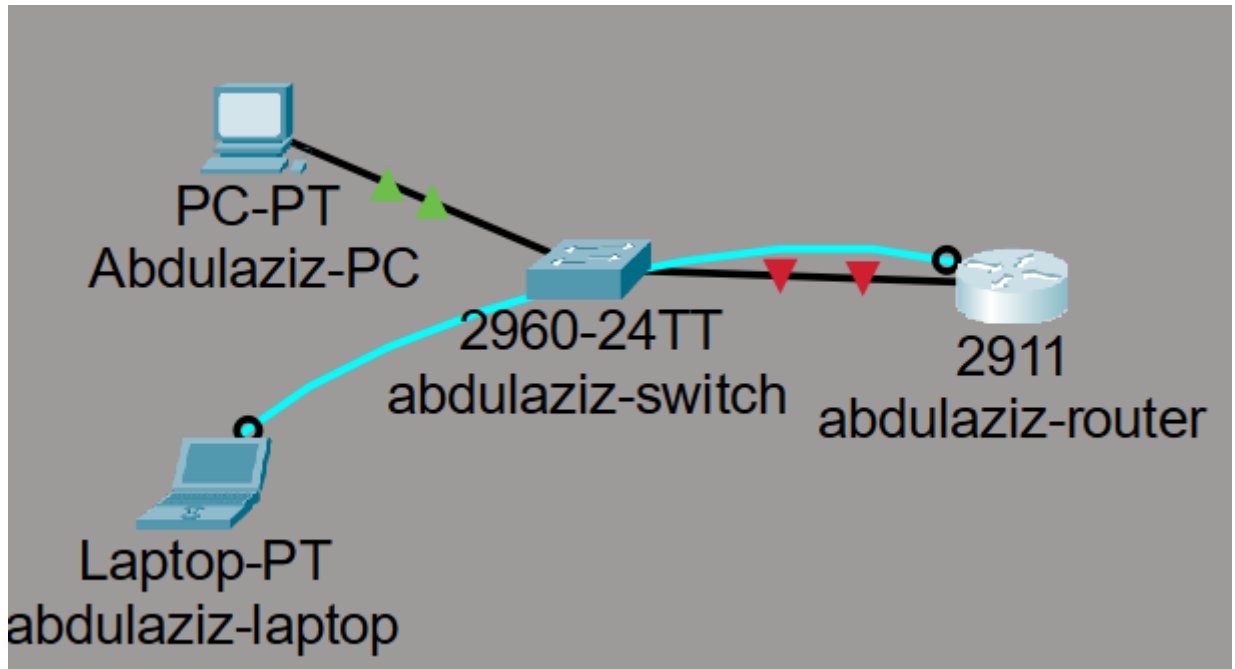 PC-PT
Abdulaziz-PC
2960-24TT
abdulaziz-switch
2911
abdulaziz-router
Laptop-PT
abdulaziz-laptop